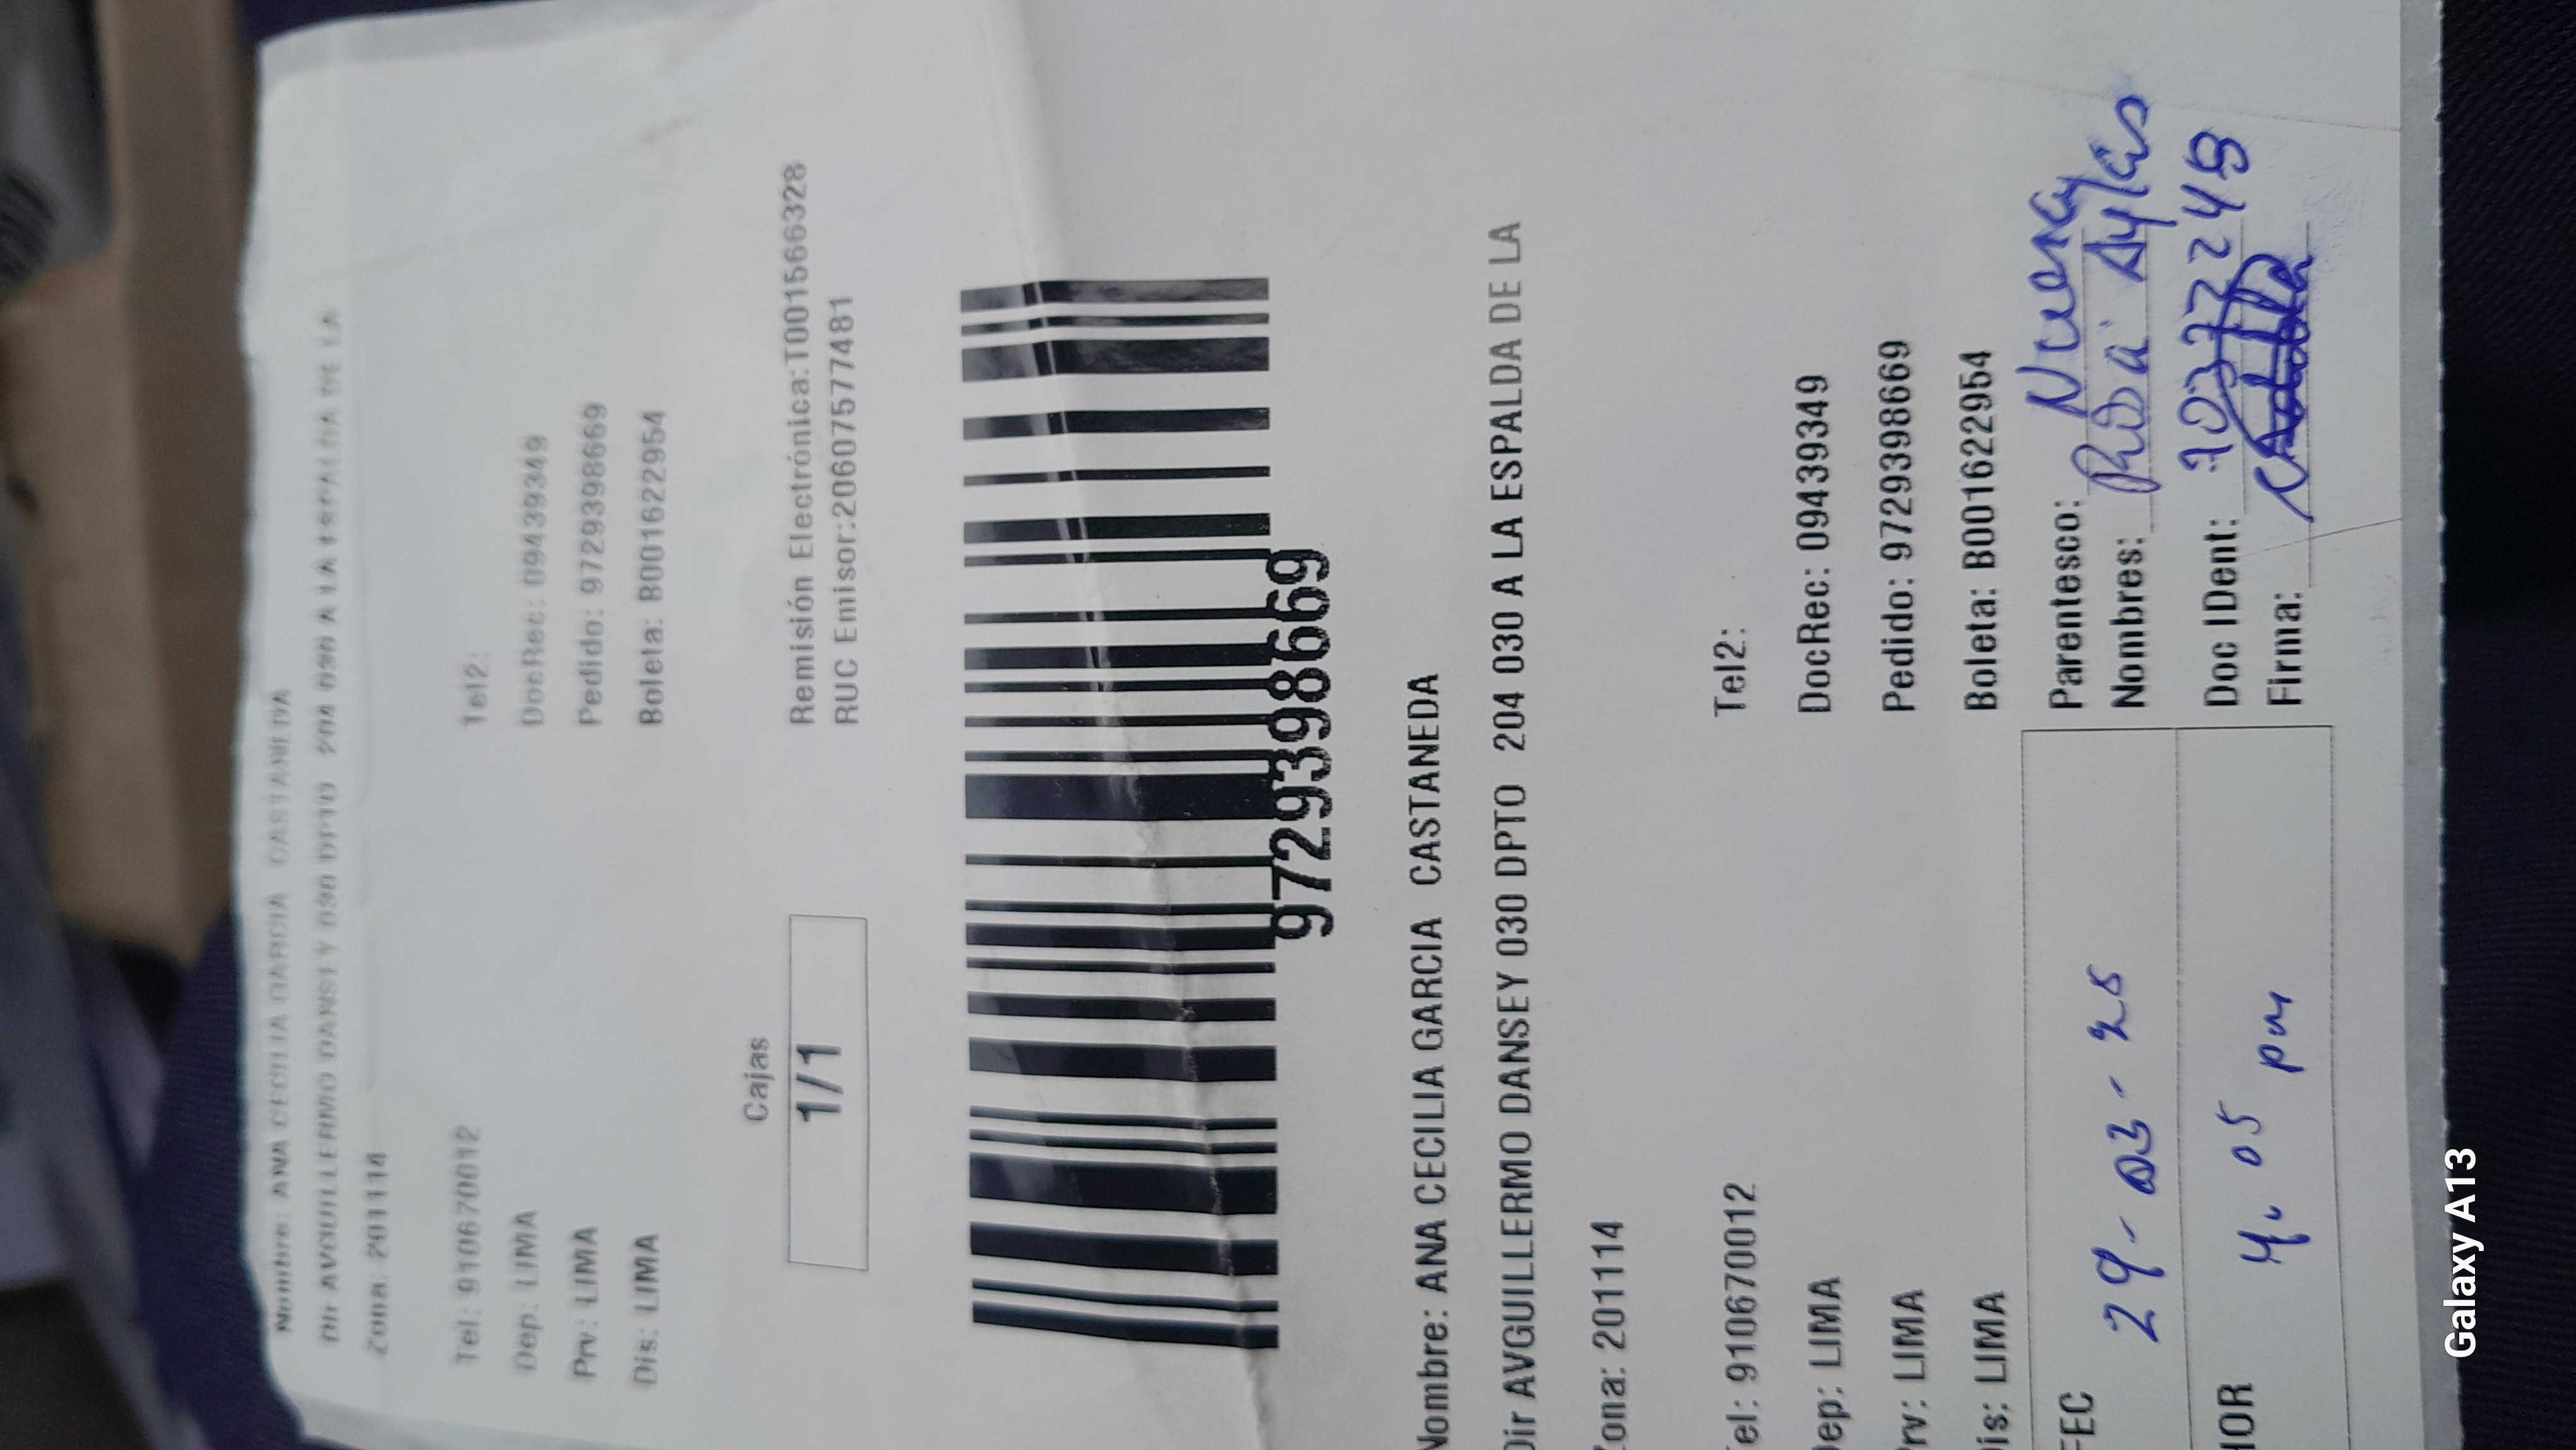 Nombre: ANA CECILIA GARCIA CASTANEDA
Dir AVGUILLERMO DANSEY 030 DPTO 204 030 A LA ESPALDA DE LA
Zona: 201114
Tel: 910670012 Tel2:
Dep: LIMA DocRec: 09439349
Prv: LIMA Pedido: 9729398669
Dis: LIMA Boleta: B001622954
Cajas
1/1
Remisión Electrónica:T001566328
RUC Emisor:20607577481
9729398669
Nombre: ANA CECILIA GARCIA CASTANEDA
Dir AVGUILLERMO DANSEY 030 DPTO 204 030 A LA ESPALDA DE LA
Zona: 201114
Tel: 910670012 Tel2:
Dep: LIMA DocRec: 09439349
Prv: LIMA Pedido: 9729398669
Dis: LIMA Boleta: B001622954
FEC 29-03-25 Parentesco:
Nombres:
HOR 4:05 pm Doc IDent:
Firma:
Galaxy A13